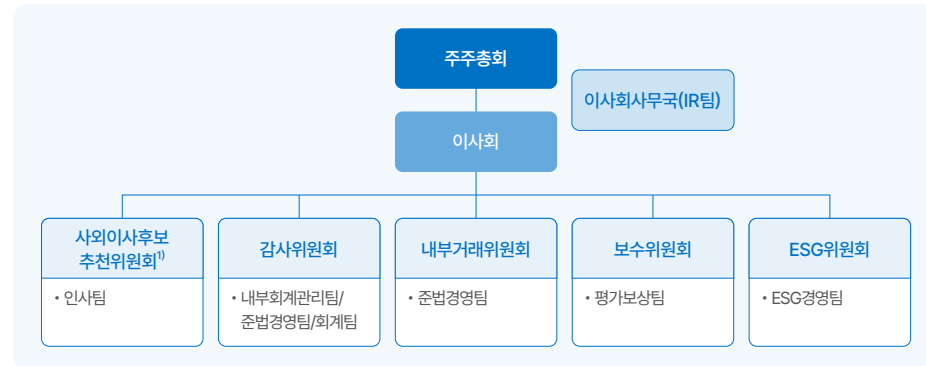 주주총회
이사회사무국(IR팀)
이사회
사외이사후보
추천위원회¹⁾
• 인사팀
감사위원회
• 내부회계관리팀/
준법경영팀/회계팀
내부거래위원회
• 준법경영팀
보수위원회
• 평가보상팀
ESG위원회
• ESG경영팀